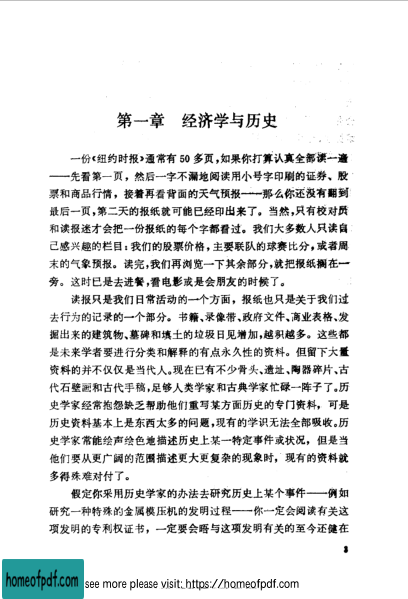 第一章 经济学与历史
一份《纽约时报》通常有 50 多页,如果你打算认真全部读一遍
——先看第一页，然后一字不漏地阅读用小号字印刷的证券、股
票和商品行情，接着再看背面的天气预报——那么你还没有翻到
最后一页,第二天的报纸就可能已经印出来了。当然,只有校对员
和读报迷才会把一份报纸的每个字都看过。我们大多数人只读自
己感兴趣的栏目：我们的股票价格，主要联队的球赛比分，或者周
末的气象预报。读完,我们再浏览一下其余部分,就把报纸搁在一
旁。这时已是去进餐,看电影或是会朋友的时候了。
读报只是我们日常活动的一个方面，报纸也只是关于我们过
去行为的记录的一个部分。书籍、录像带、政府文件、商业表格、发
掘出来的建筑物、墓碑和填土的垃圾日见增加,越积越多。这些都
是未来学者要进行分类和解释的有点永久性的资料。但留下大量
资料的并不仅仅是当代人。现在已有不少骨头、遗址、陶器碎片、古
代石壁画和古代手稿,足够人类学家和古典学家忙碌一阵子了。历
史学家经常抱怨缺乏帮助他们重写某方面历史的专门资料，可是
历史资料基本上是东西太多的问题,现有的学识无法全部吸收。历
史学家常能绘声绘色地描述历史上某一特定事件或状况，但是当
他们要从更广阔的范围描述更大更复杂的现象时，现有的资料就
多得殊难对付了。
假定你采用历史学家的办法去研究历史上某个事件——例如
研究一种特殊的金属模压机的发明过程——你一定会阅读有关这
项发明的专利权证书，一定要会晤与这项发明有关的至今还健在
3
homeofpdf.com
see more please visit: https://homeofpdf.com